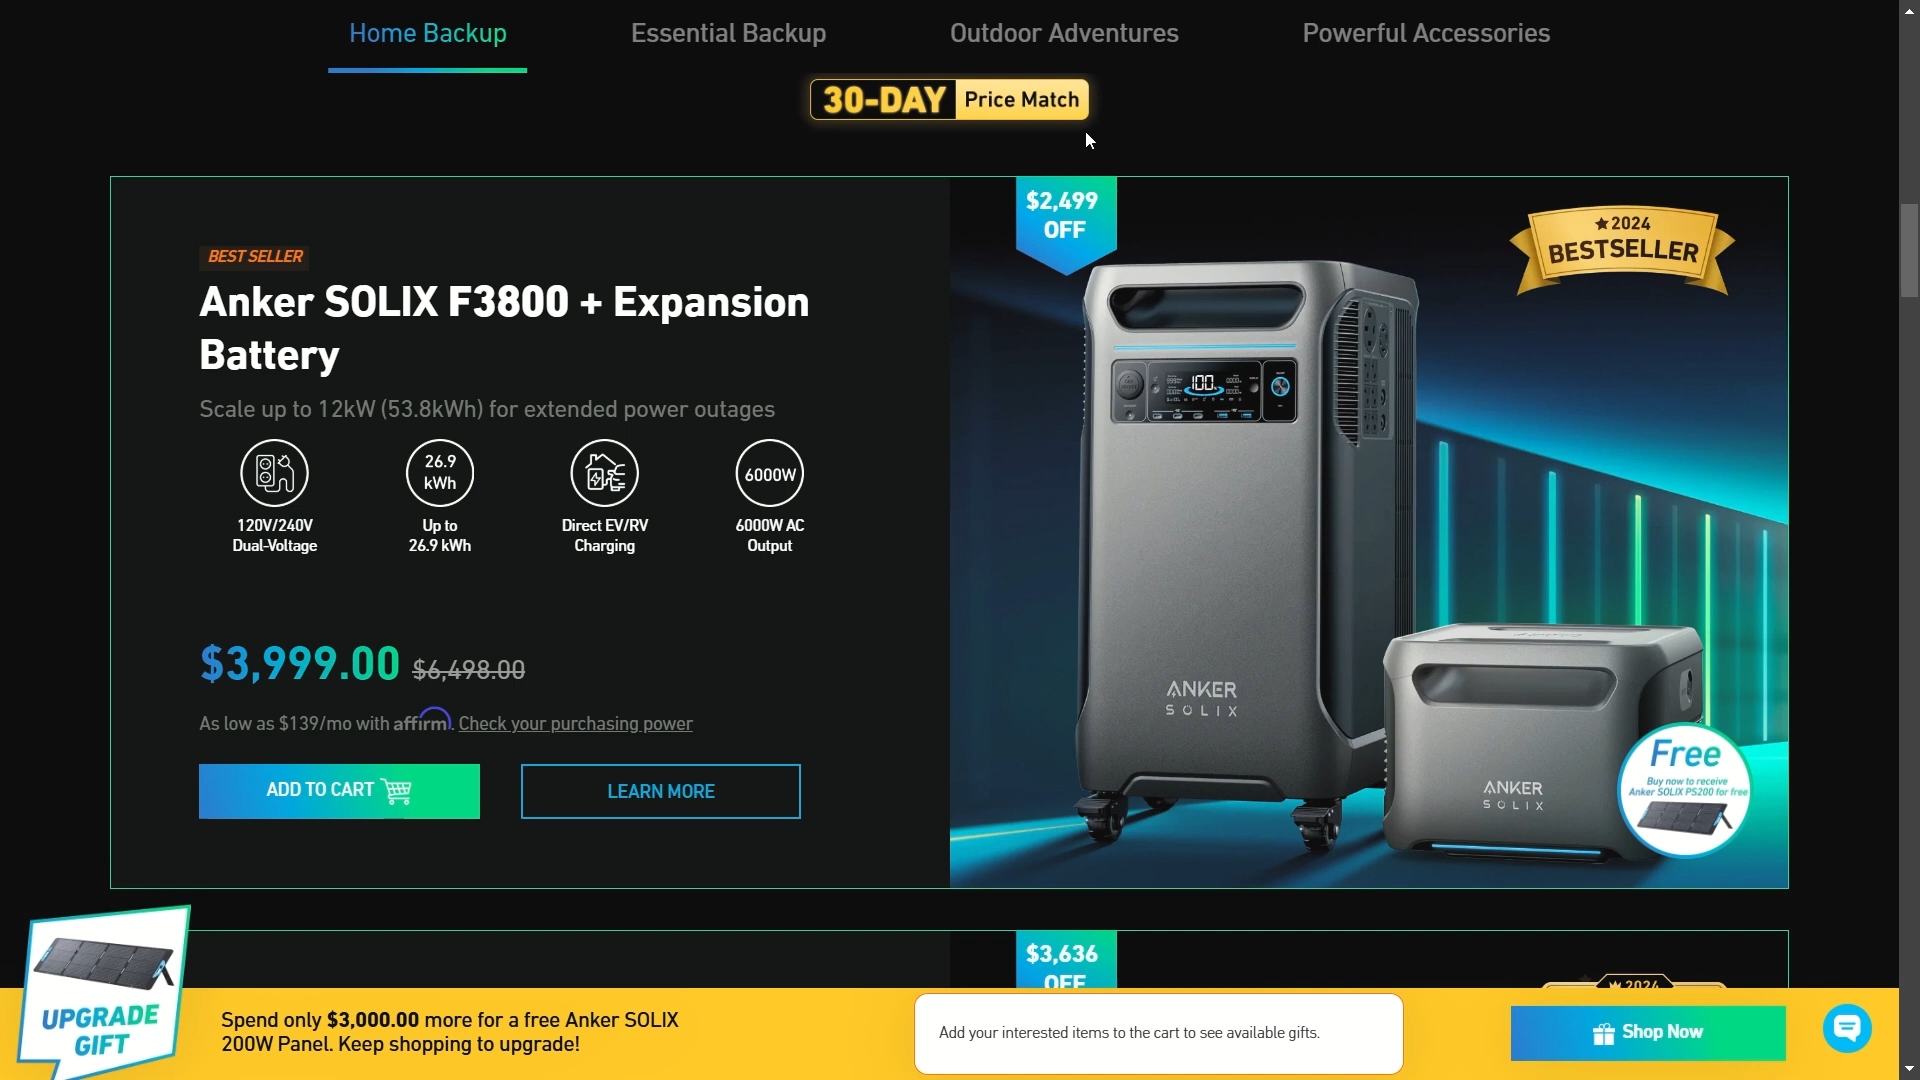 Home Backup
Essential Backup
Outdoor Adventures
Powerful Accessories
30-DAY Price Match
BEST SELLER
Anker SOLIX F3800 + Expansion
Battery
Scale up to 12kW (53.8kWh) for extended power outages
26.9
kWh
6000W
120V/240V
Dual-Voltage
Up to
26.9 kWh
Direct EV/RV
Charging
6000W AC
Output
$3,999.00 $6,498.00
As low as $139/mo with affirm. Check your purchasing power
ADD TO CART
LEARN MORE
$2,499
OFF
★2024
BESTSELLER
100
ANKER
SOLIX
ANKER
SOLIX
Free
Buy now to receive
Anker SOLIX PS200 for free
$3,636
OFF
2024
UPGRADE
GIFT
Spend only $3,000.00 more for a free Anker SOLIX
200W Panel. Keep shopping to upgrade!
Add your interested items to the cart to see available gifts.
Shop Now